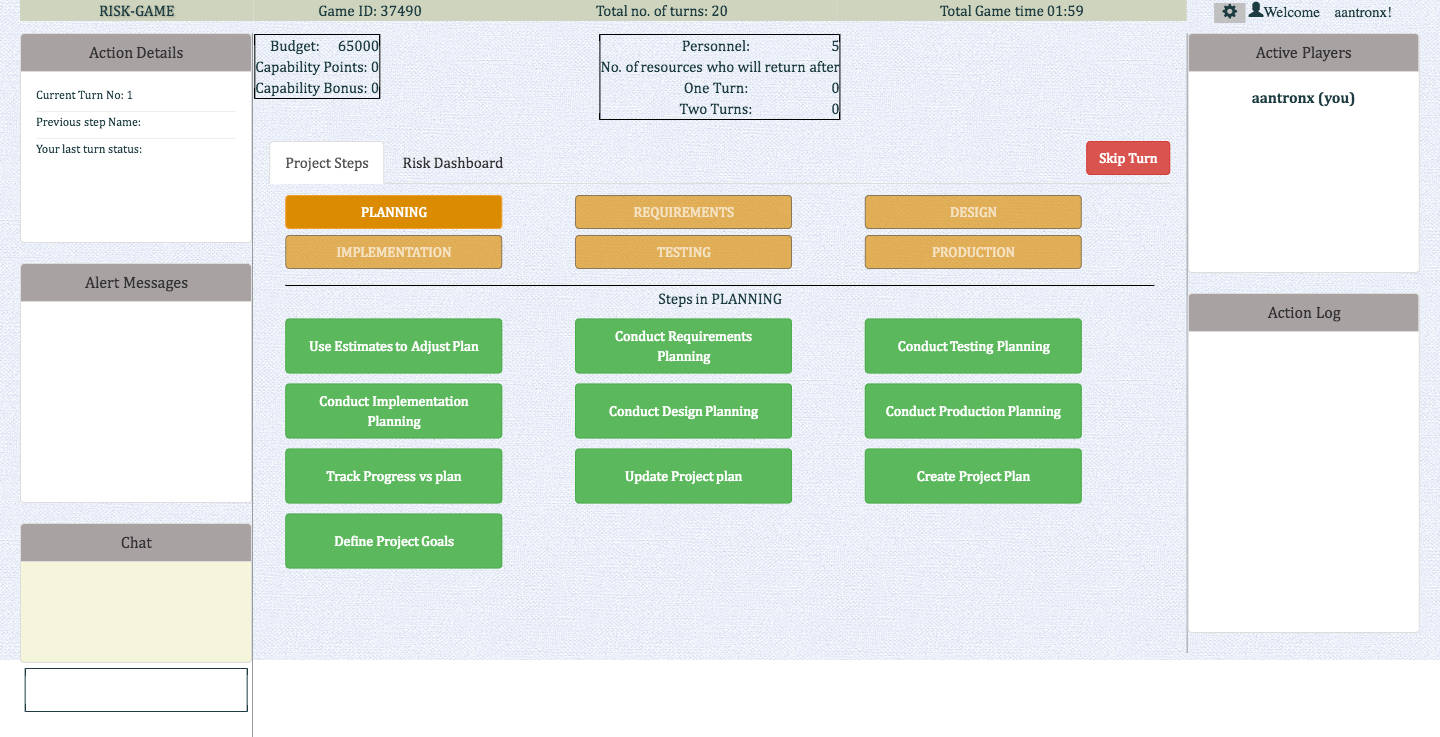 RISK-GAME
Game ID: 37490
Total no. of turns: 20
Total Game time 01:59
Welcome aantronx!
Action Details
Current Turn No: 1
Previous step Name:
Your last turn status:
Alert Messages
Chat
Budget: 65000
Capability Points: 0
Capability Bonus: 0
Personnel: 5
No. of resources who will return after
One Turn: 0
Two Turns: 0
Project Steps
Risk Dashboard
Skip Turn
PLANNING
REQUIREMENTS
DESIGN
IMPLEMENTATION
TESTING
PRODUCTION
Steps in PLANNING
Use Estimates to Adjust Plan
Conduct Requirements
Planning
Conduct Testing Planning
Conduct Implementation
Planning
Conduct Design Planning
Conduct Production Planning
Track Progress vs plan
Update Project plan
Create Project Plan
Define Project Goals
Active Players
aantronx (you)
Action Log